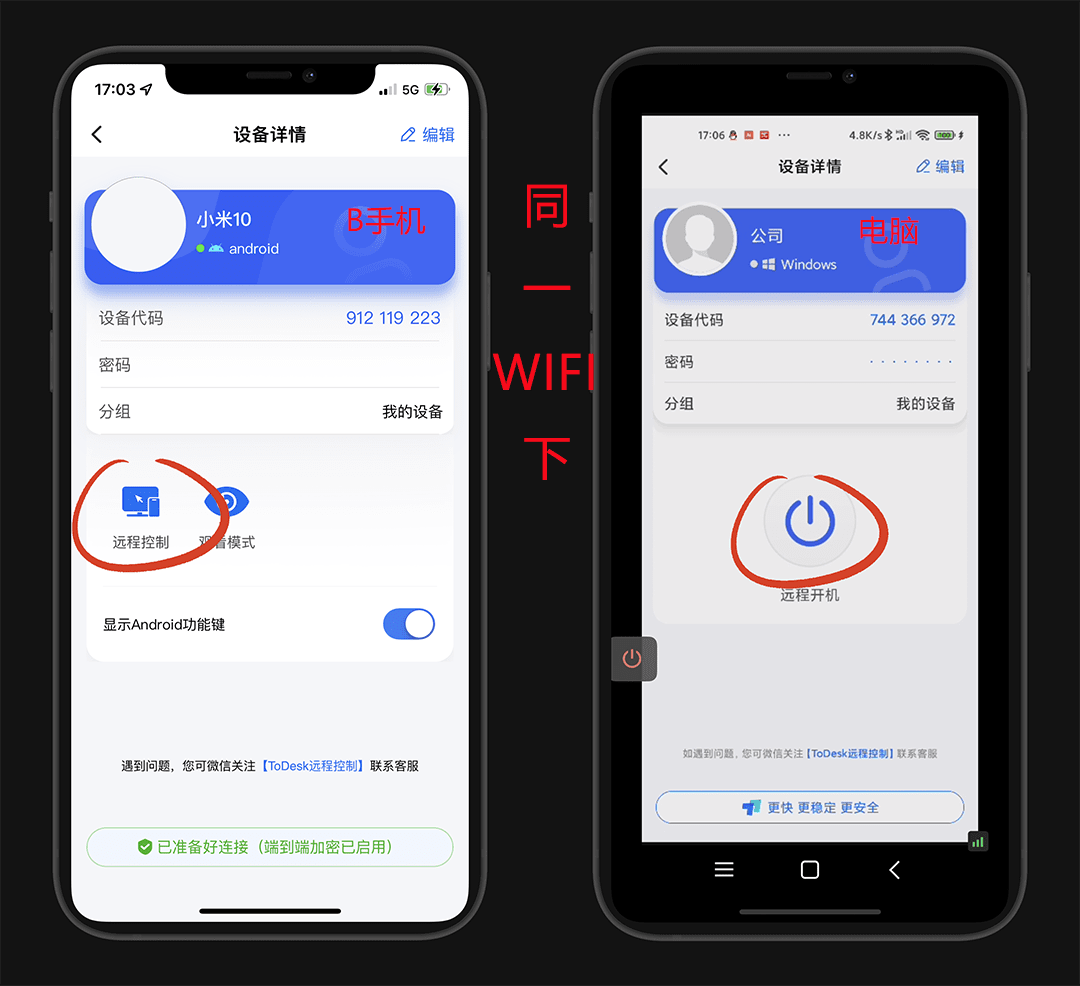 17:03
5G
设备详情
编辑
小米10
B手机
android
设备代码
912 119 223
密码
分组
我的设备
远程控制
观看模式
显示Android功能键
遇到问题，您可微信关注【ToDesk远程控制】联系客服
已准备好连接（端到端加密已启用）
同
一
WIFI
下
17:06
4.8K/s
HD
100
设备详情
编辑
公司
电脑
Windows
设备代码
744 366 972
密码
········
分组
我的设备
远程开机
如遇到问题，您可微信关注【ToDesk远程控制】联系客服
更快 更稳定 更安全